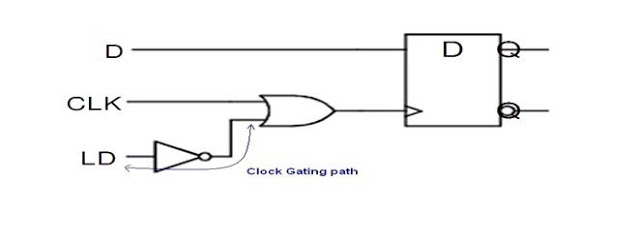 D D Q
CLK
Q
LD
Clock Gating path